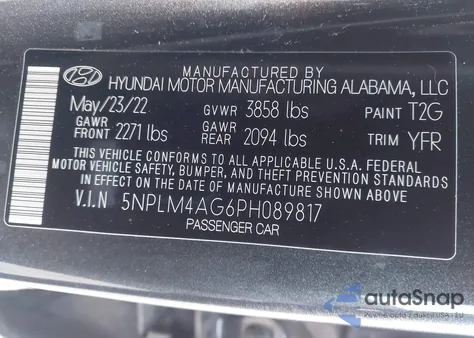 MANUFACTURED BY
HYUNDAI MOTOR MANUFACTURING ALABAMA, LLC
May/23/22 GVWR 3858 lbs PAINT T2G
GAWR FRONT 2271 lbs GAWR REAR 2094 lbs TRIM YFR
THIS VEHICLE CONFORMS TO ALL APPLICABLE U.S.A. FEDERAL
MOTOR VEHICLE SAFETY, BUMPER, AND THEFT PREVENTION STANDARDS
IN EFFECT ON THE DATE OF MANUFACTURE SHOWN ABOVE
V.I.N 5NPLM4AG6PH089817
PASSENGER CAR
autoSnap